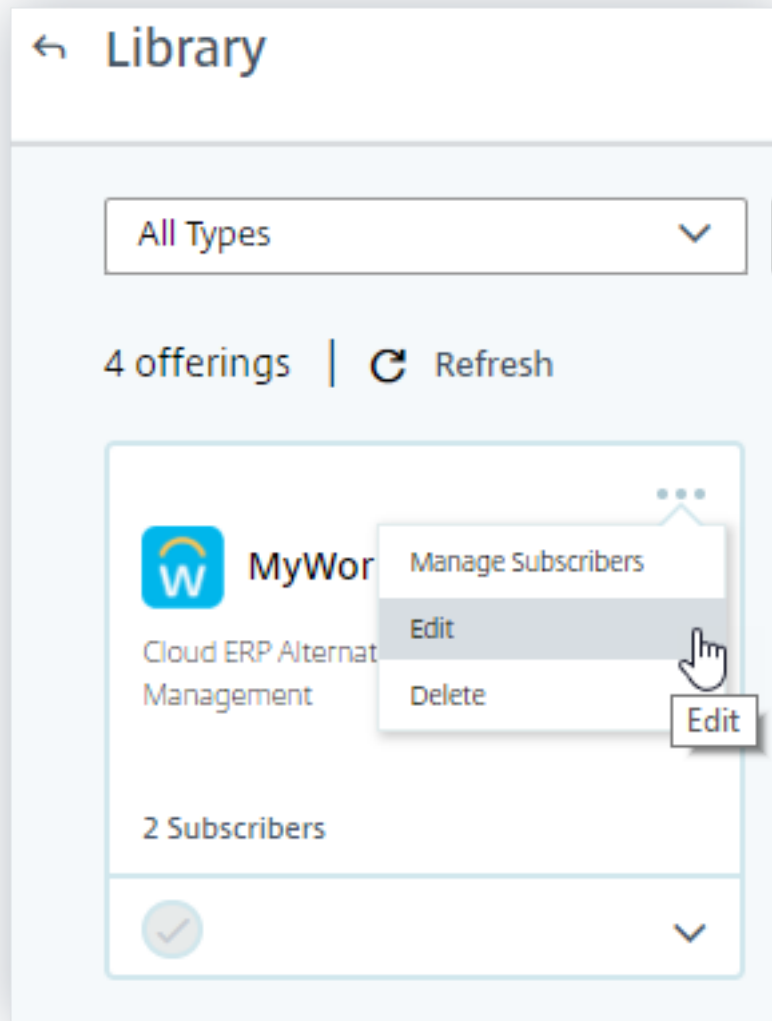 Library
All Types
4 offerings | Refresh
MyWor
Manage Subscribers
Edit
Cloud ERP Alternat
Management
Delete
Edit
2 Subscribers